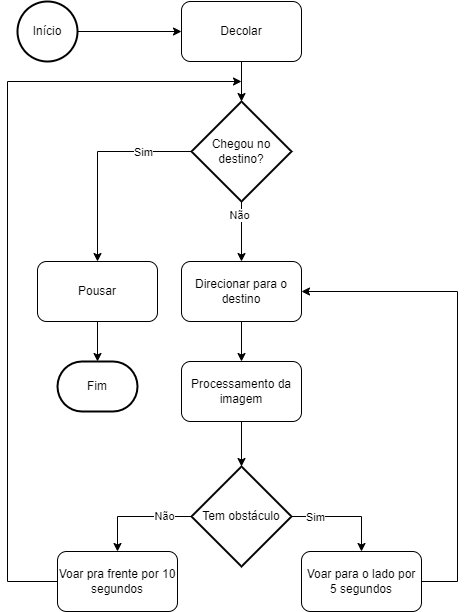 Início
Decolar
Chegou no
destino?
Sim
Não
Pousar
Direcionar para o
destino
Fim
Processamento da
imagem
Tem obstáculo
Não
Sim
Voar pra frente por 10
segundos
Voar para o lado por
5 segundos